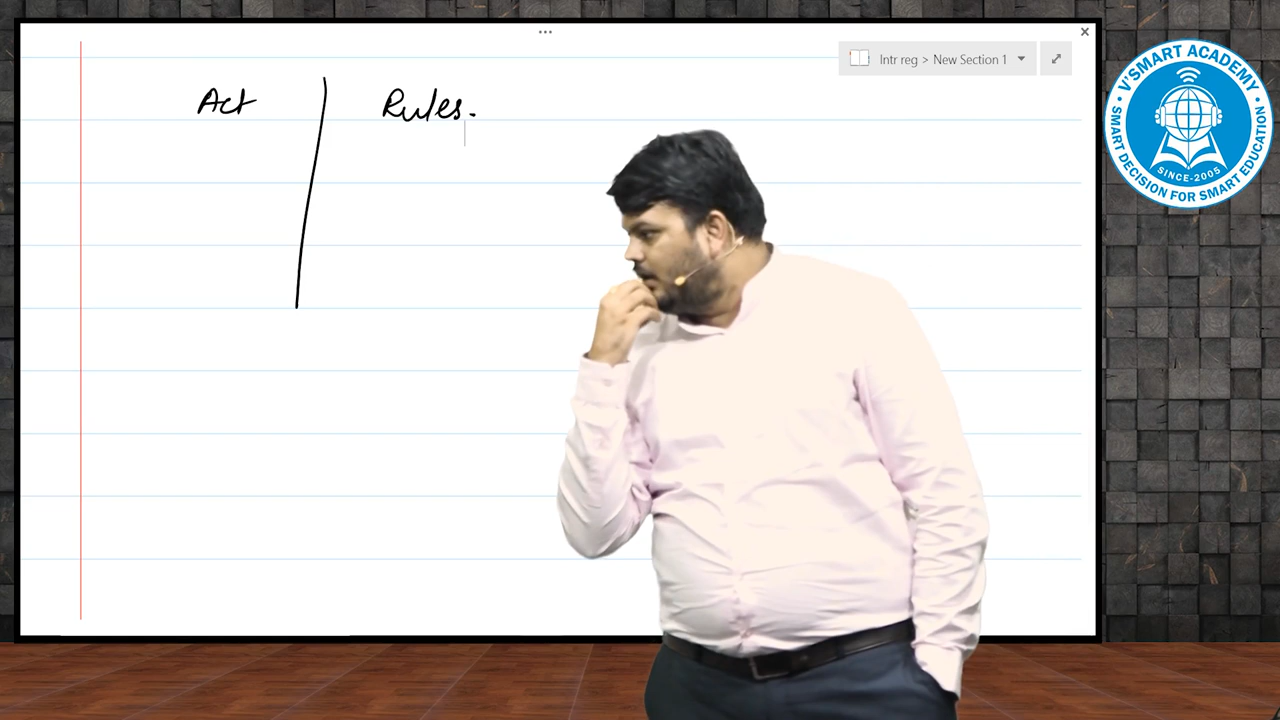 ...
×
Intr reg > New Section 1
Act
Rules.
V'SMART ACADEMY
SINCE-2005
SMART DECISION FOR SMART EDUCATION